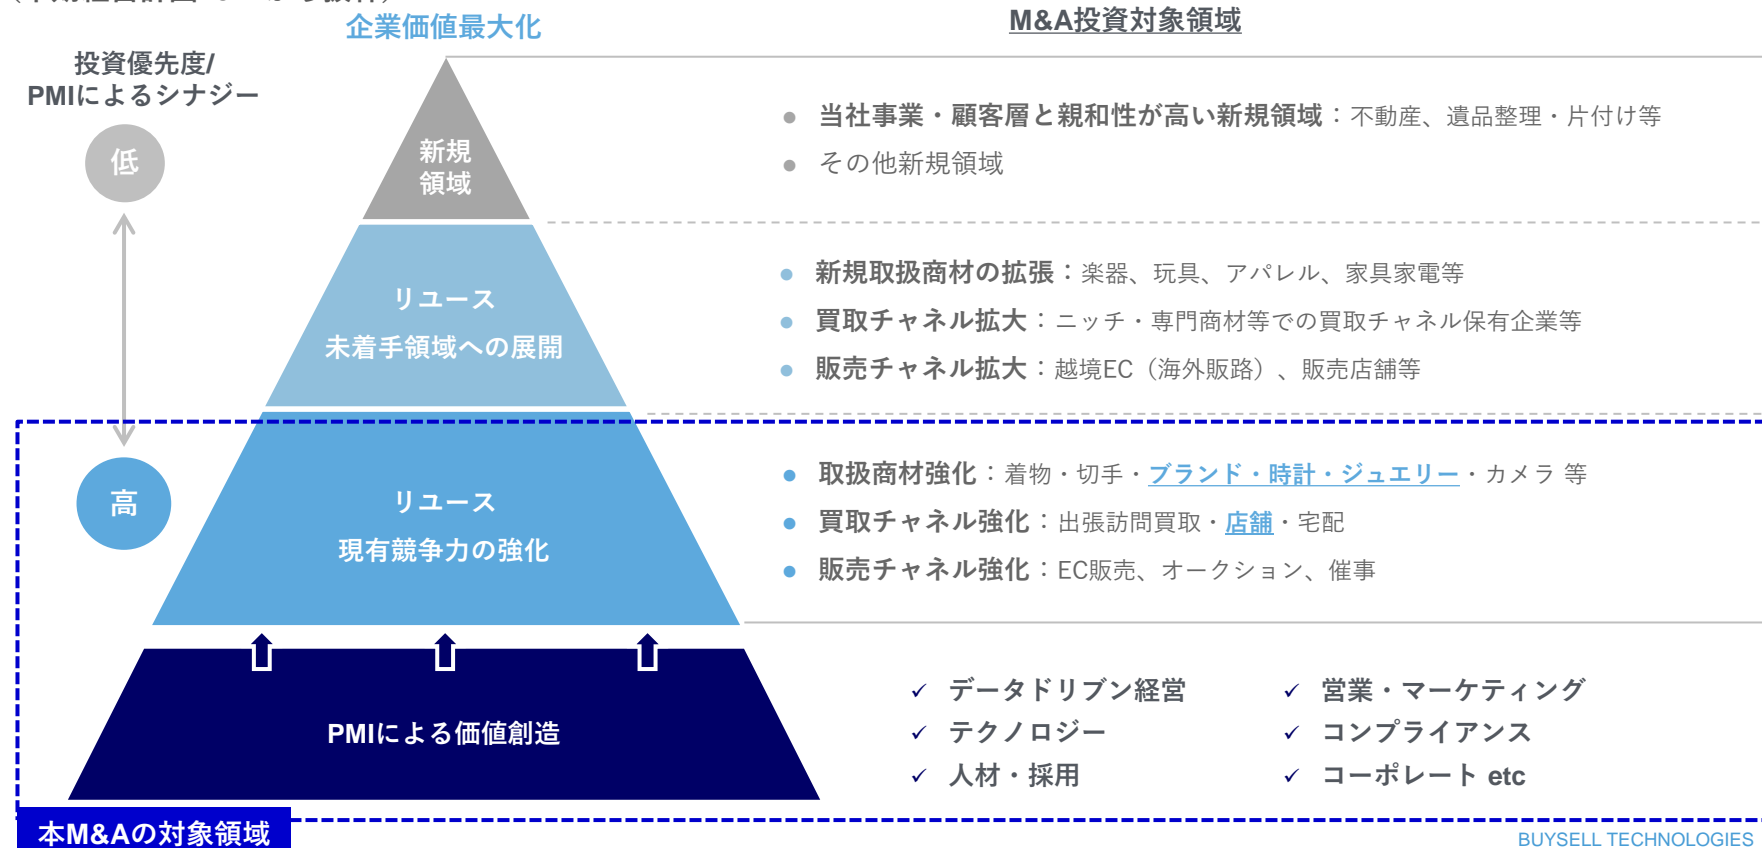 企業価値最大化
M&A投資対象領域
投資優先度/
PMIによるシナジー
低
高
新規
領域
● 当社事業・顧客層と親和性が高い新規領域：不動産、遺品整理・片付け等
● その他新規領域
リユース
未着手領域への展開
● 新規取扱商材の拡張：楽器、玩具、アパレル、家具家電等
● 買取チャネル拡大：ニッチ・専門商材等での買取チャネル保有企業等
● 販売チャネル拡大：越境EC（海外販路）、販売店舗等
リユース
現有競争力の強化
● 取扱商材強化：着物・切手・ブランド・時計・ジュエリー・カメラ 等
● 買取チャネル強化：出張訪問買取・店舗・宅配
● 販売チャネル強化：EC販売、オークション、催事
PMIによる価値創造
✓ データドリブン経営
✓ テクノロジー
✓ 人材・採用
✓ 営業・マーケティング
✓ コンプライアンス
✓ コーポレート etc
本M&Aの対象領域
BUYSELL TECHNOLOGIES